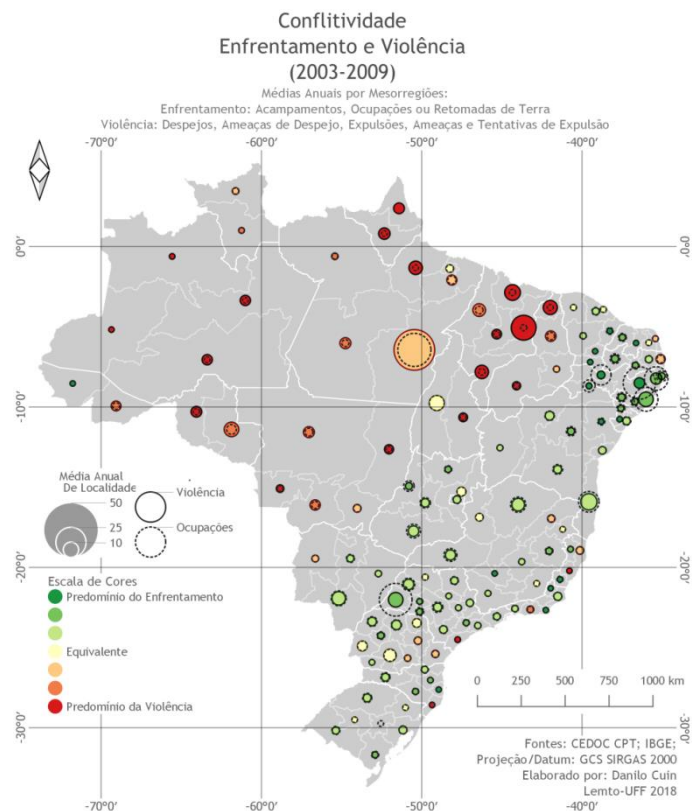 Conflitividade
Enfrentamento e Violência
(2003-2009)
Médias Anuais por Mesorregiões:
Enfrentamento: Acampamentos, Ocupações ou Retomadas de Terra
Violência: Despejos, Ameaças de Despejo, Expulsões, Ameaças e Tentativas de Expulsão
-70°0' -60°0' -50°0' -40°0'
0°0' 0°0'
-10°0' -10°0'
Média Anual
De Localidade
50
25
10
Violência
Ocupações
-20°0' -20°0'
Escala de Cores
Predomínio do Enfrentamento
Equivalente
Predomínio da Violência
0 250 500 750 1000 km
-30°0' -30°0'
Fontes: CEDOC CPT; IBGE;
Projeção/Datum: GCS SIRGAS 2000
Elaborado por: Danilo Cuin
Lemto-UFF 2018
-70°0' -60°0' -50°0' -40°0'